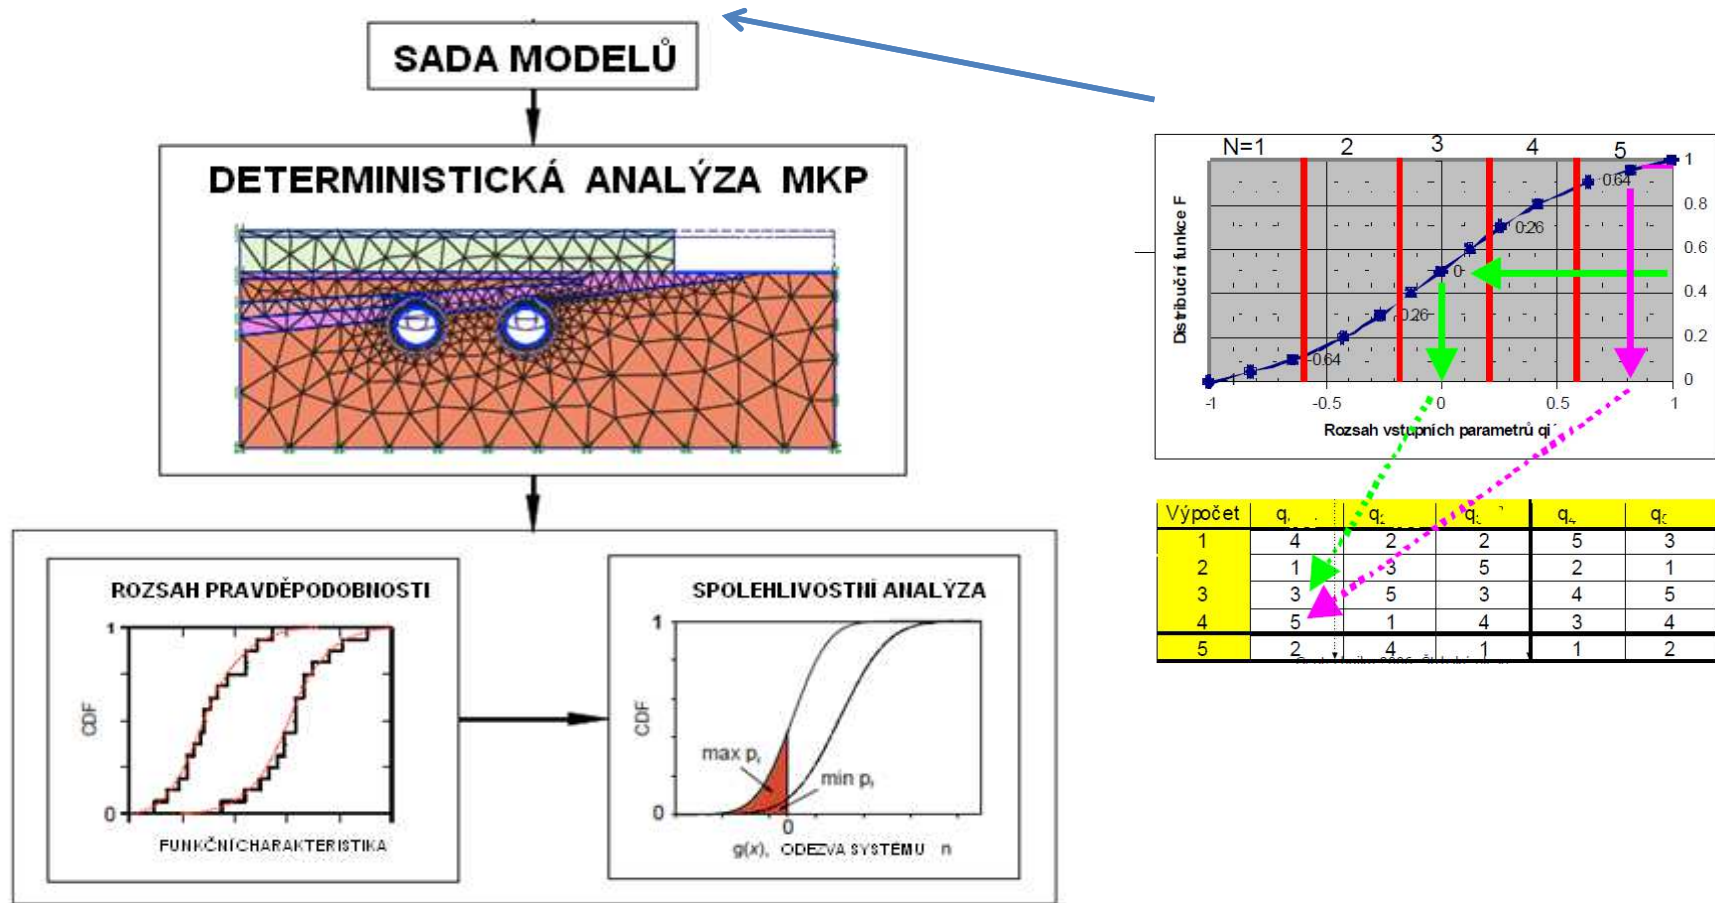 SADA MODELŮ
DETERMINISTICKÁ ANALÝZA MKP
ROZSAH PRAVDĚPODOBNOSTI
1
CDF
0
FUNKČNÍ CHARAKTERISTIKA
SPOLEHLIVOSTNÍ ANALÝZA
1
CDF
max pf
min pf
0
0
g(x), ODEZVA SYSTÉMU n
N=1 2 3 4 5
Distribuční funkce F
1
0.8
0.6
0.4
0.2
0
0.64
0.26
0
-0.26
-0.64
-1 -0.5 0 0.5 1
Rozsah vstupních parametrů qi
Výpočet q q2 q q4 q
1 4 2 2 5 3
2 1 3 5 2 1
3 3 5 3 4 5
4 5 1 4 3 4
5 2 4 1 1 2